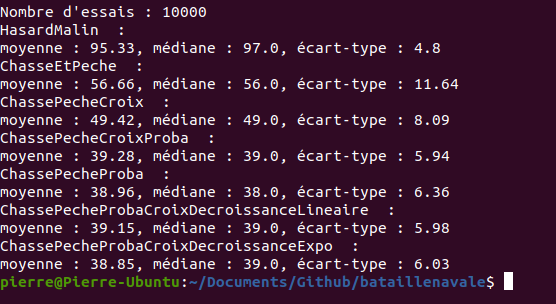 Nombre d'essais : 10000
HasardMalin  :
moyenne : 95.33, médiane : 97.0, écart-type : 4.8
ChasseEtPeche  :
moyenne : 56.66, médiane : 56.0, écart-type : 11.64
ChassePecheCroix  :
moyenne : 49.42, médiane : 49.0, écart-type : 8.09
ChassePecheCroixProba  :
moyenne : 39.28, médiane : 39.0, écart-type : 5.94
ChassePecheProba  :
moyenne : 38.96, médiane : 38.0, écart-type : 6.36
ChassePecheProbaCroixDecroissanceLineaire  :
moyenne : 39.15, médiane : 39.0, écart-type : 5.98
ChassePecheProbaCroixDecroissanceExpo  :
moyenne : 38.85, médiane : 39.0, écart-type : 6.03
pierre@Pierre-Ubuntu:~/Documents/Github/bataillenavale$